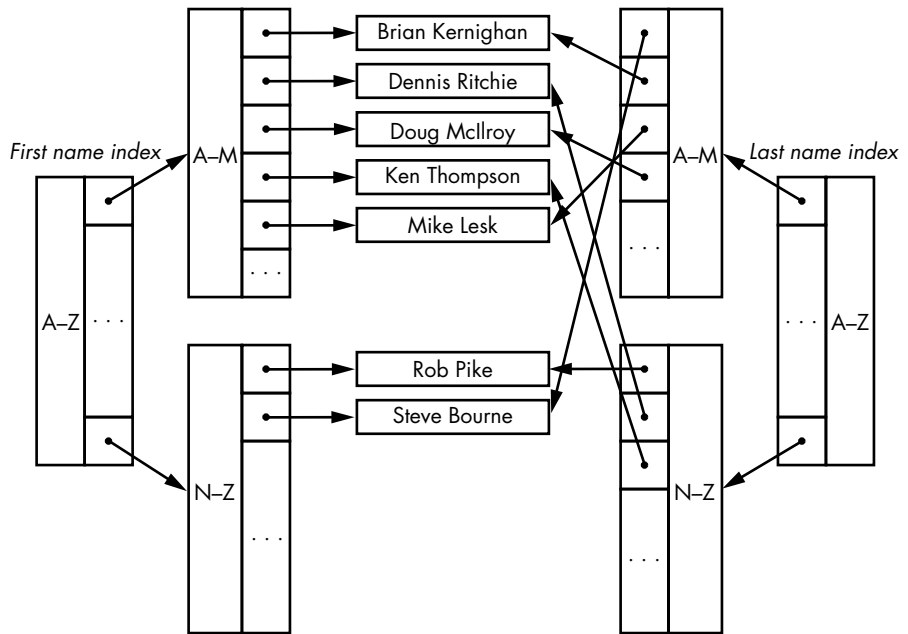 Brian Kernighan
Dennis Ritchie
Doug McIlroy
Ken Thompson
Mike Lesk
First name index
A–M
. . .
A–Z
. . .
A–M
. . .
Last name index
. . .
A–Z
Rob Pike
Steve Bourne
N–Z
. . .
N–Z
. . .